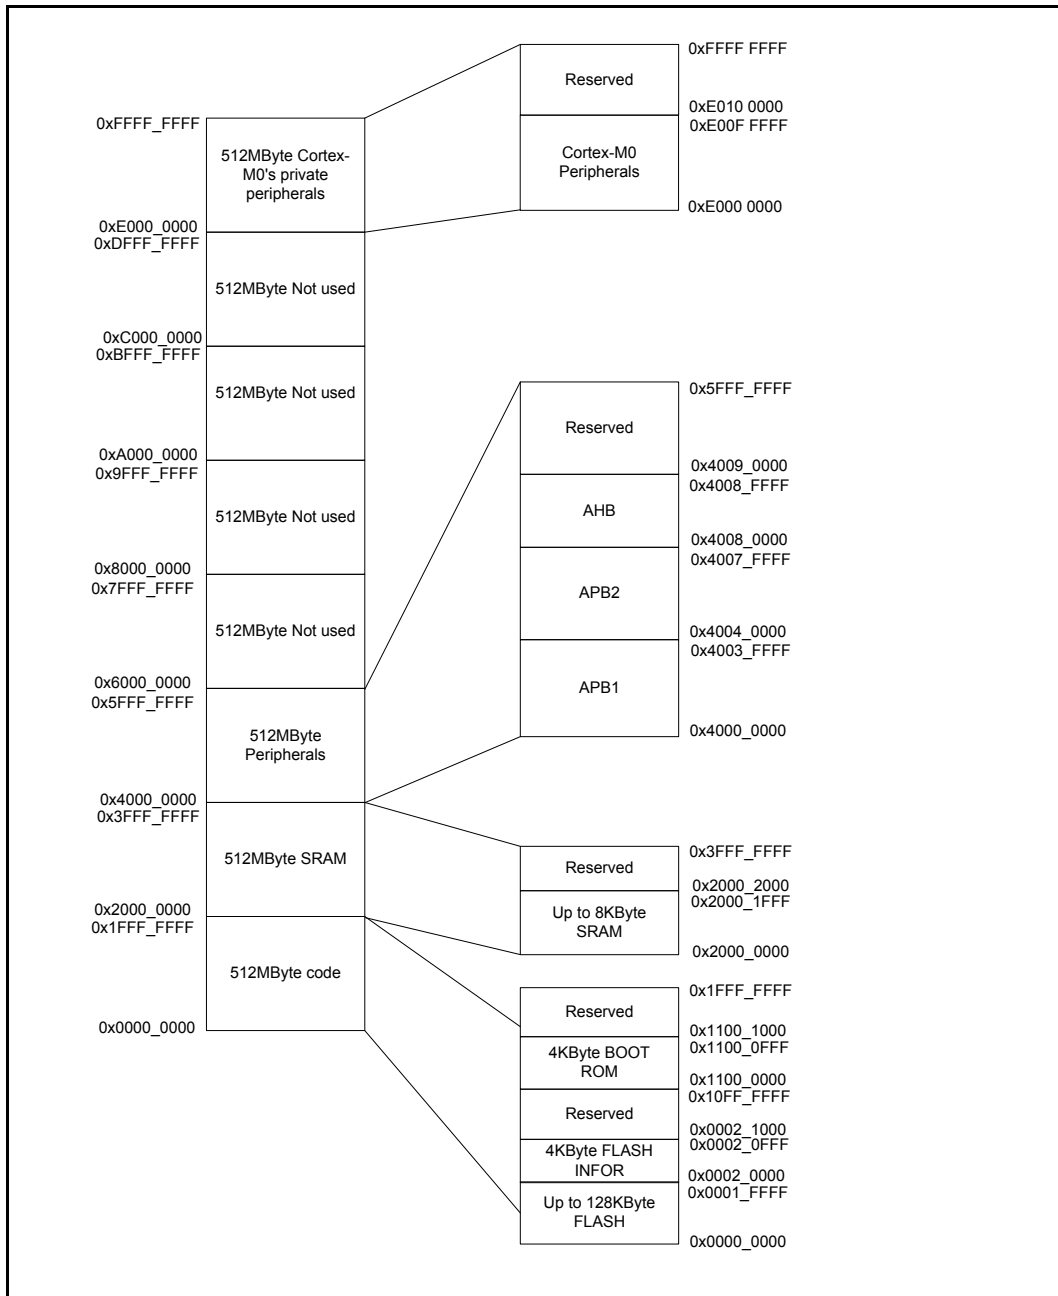 0xFFFF_FFFF
512MByte Cortex-
M0's private
peripherals
0xE000_0000
0xDFFF_FFFF
512MByte Not used
0xC000_0000
0xBFFF_FFFF
512MByte Not used
0xA000_0000
0x9FFF_FFFF
512MByte Not used
0x8000_0000
0x7FFF_FFFF
512MByte Not used
0x6000_0000
0x5FFF_FFFF
512MByte
Peripherals
0x4000_0000
0x3FFF_FFFF
512MByte SRAM
0x2000_0000
0x1FFF_FFFF
512MByte code
0x0000_0000
0xFFFF FFFF
Reserved
0xE010 0000
0xE00F FFFF
Cortex-M0
Peripherals
0xE000 0000
0x5FFF_FFFF
Reserved
0x4009_0000
0x4008_FFFF
AHB
0x4008_0000
0x4007_FFFF
APB2
0x4004_0000
0x4003_FFFF
APB1
0x4000_0000
0x3FFF_FFFF
Reserved
0x2000_2000
0x2000_1FFF
Up to 8KByte
SRAM
0x2000_0000
0x1FFF_FFFF
Reserved
0x1100_1000
0x1100_0FFF
4KByte BOOT
ROM
0x1100_0000
0x10FF_FFFF
Reserved
0x0002_1000
0x0002_0FFF
4KByte FLASH
INFOR
0x0002_0000
0x0001_FFFF
Up to 128KByte
FLASH
0x0000_0000